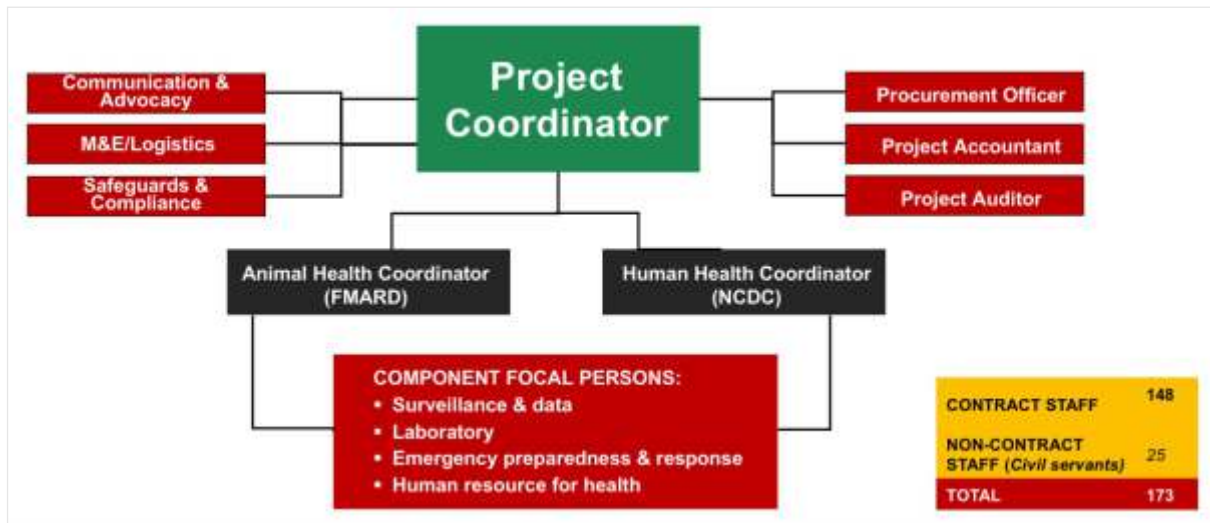 Project
Coordinator
Communication &
Advocacy
M&E/Logistics
Safeguards &
Compliance
Procurement Officer
Project Accountant
Project Auditor
Animal Health Coordinator
(FMARD)
Human Health Coordinator
(NCDC)
COMPONENT FOCAL PERSONS:
▪ Surveillance & data
▪ Laboratory
▪ Emergency preparedness & response
▪ Human resource for health
CONTRACT STAFF 148
NON-CONTRACT
STAFF (Civil servants) 25
TOTAL 173